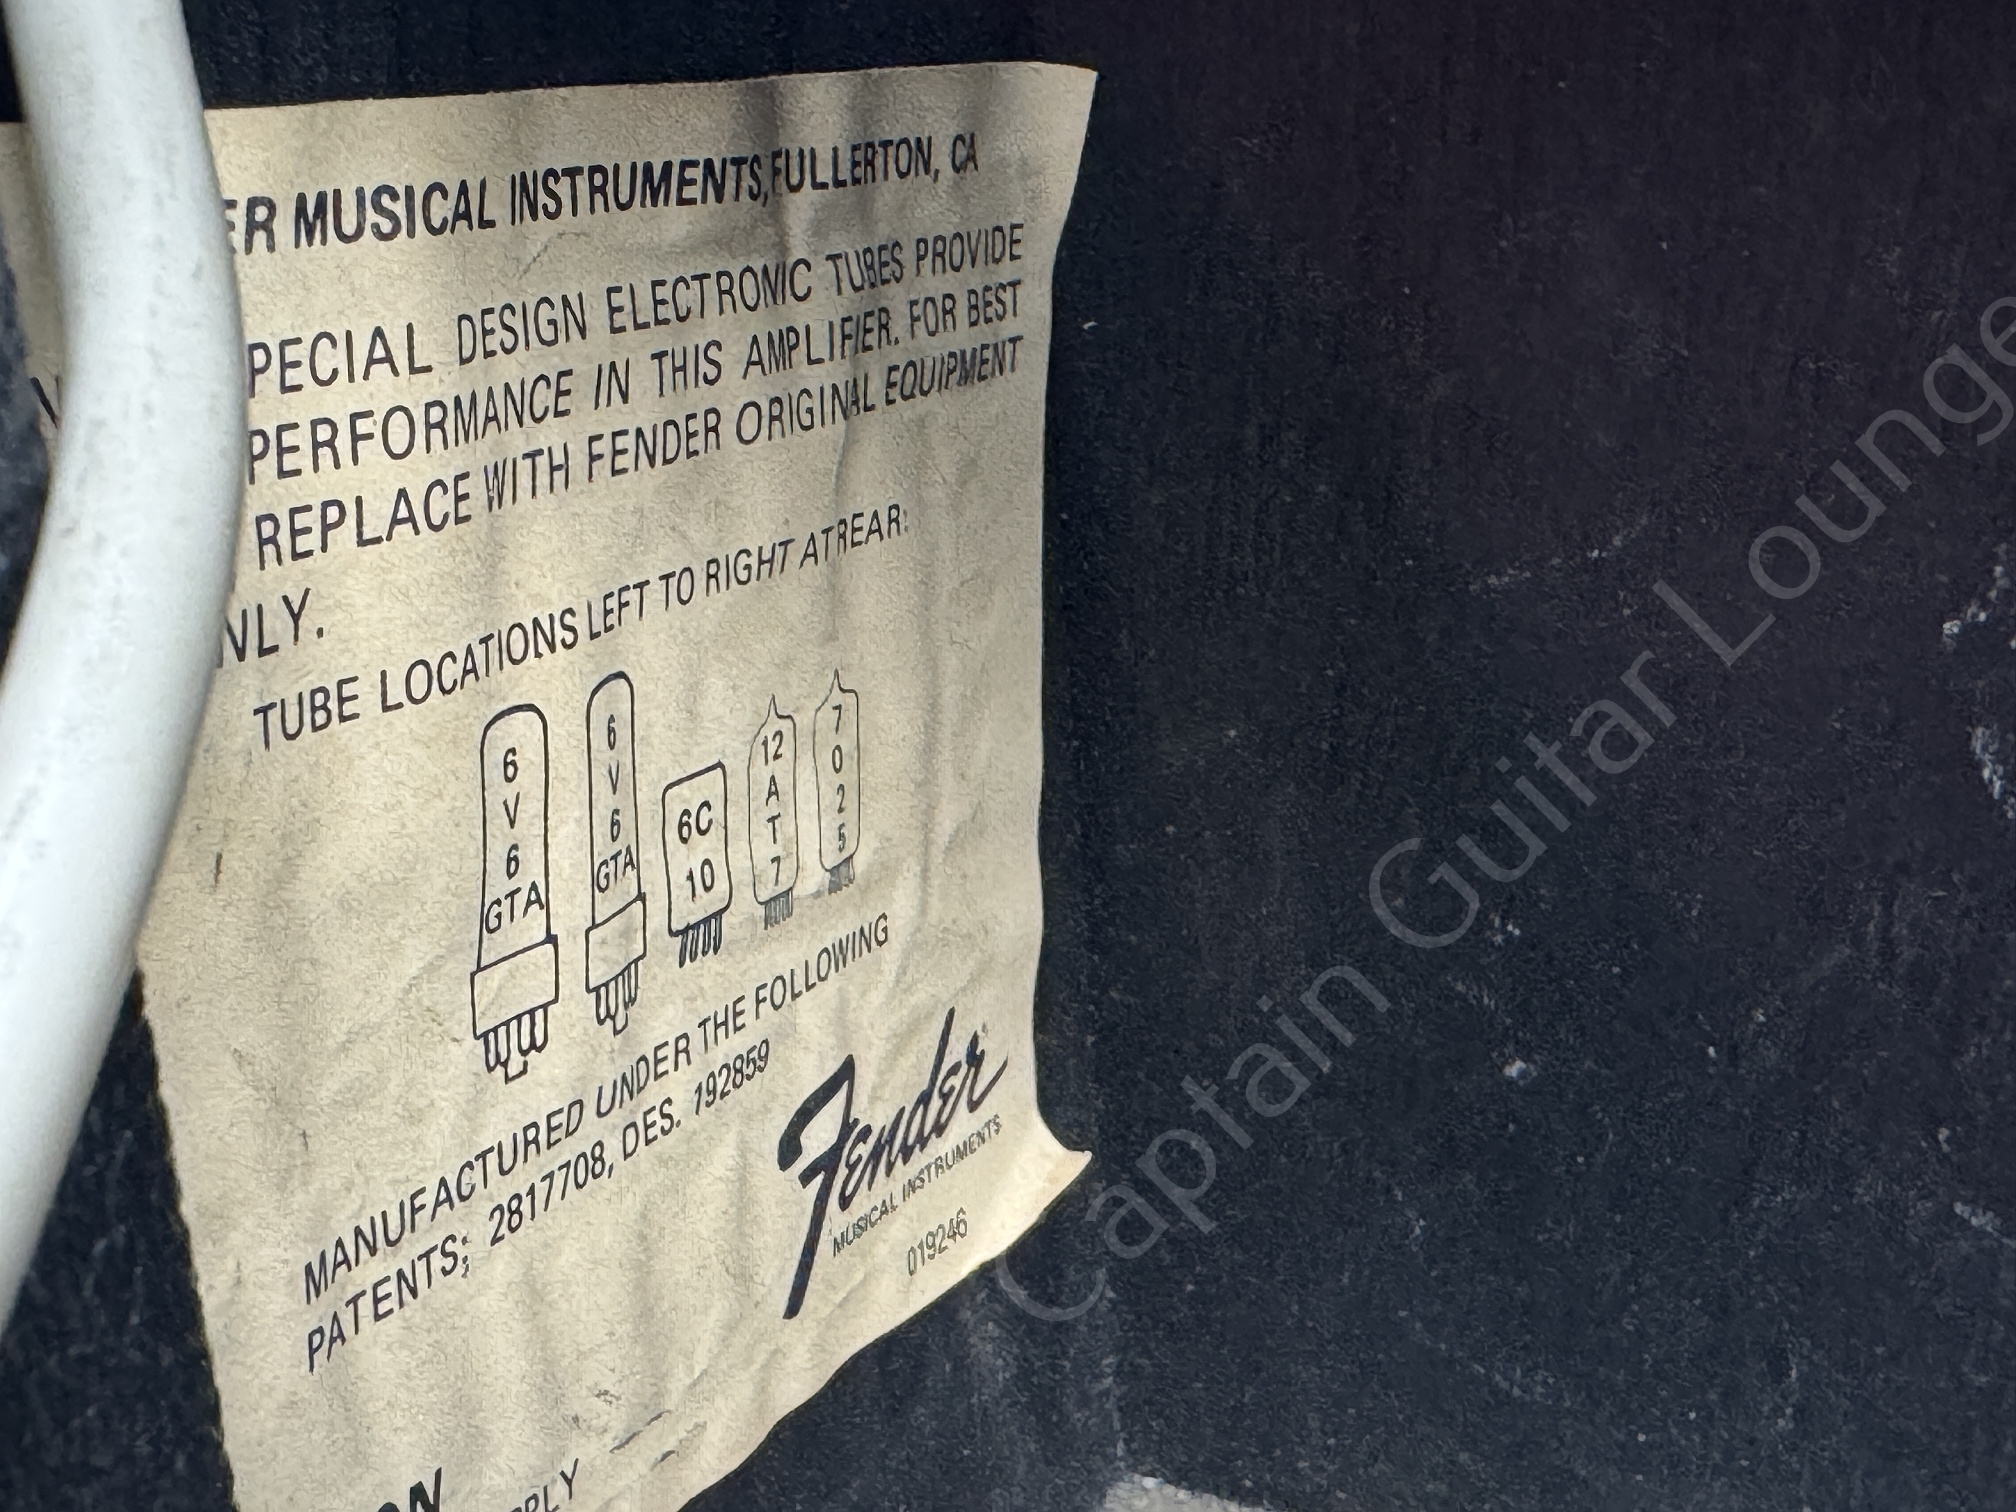 ER MUSICAL INSTRUMENTS, FULLERTON, CA
PECIAL DESIGN ELECTRONIC TUBES PROVIDE
PERFORMANCE IN THIS AMPLIFIER. FOR BEST
REPLACE WITH FENDER ORIGINAL EQUIPMENT
NLY.
TUBE LOCATIONS LEFT TO RIGHT AT REAR:
6V6GTA 6V6GTA 6C10 12AT7 7025
MANUFACTURED UNDER THE FOLLOWING
PATENTS; 2817708, DES. 192859
Fender
MUSICAL INSTRUMENTS
019246
ON
PLY
Captain Guitar Lounge